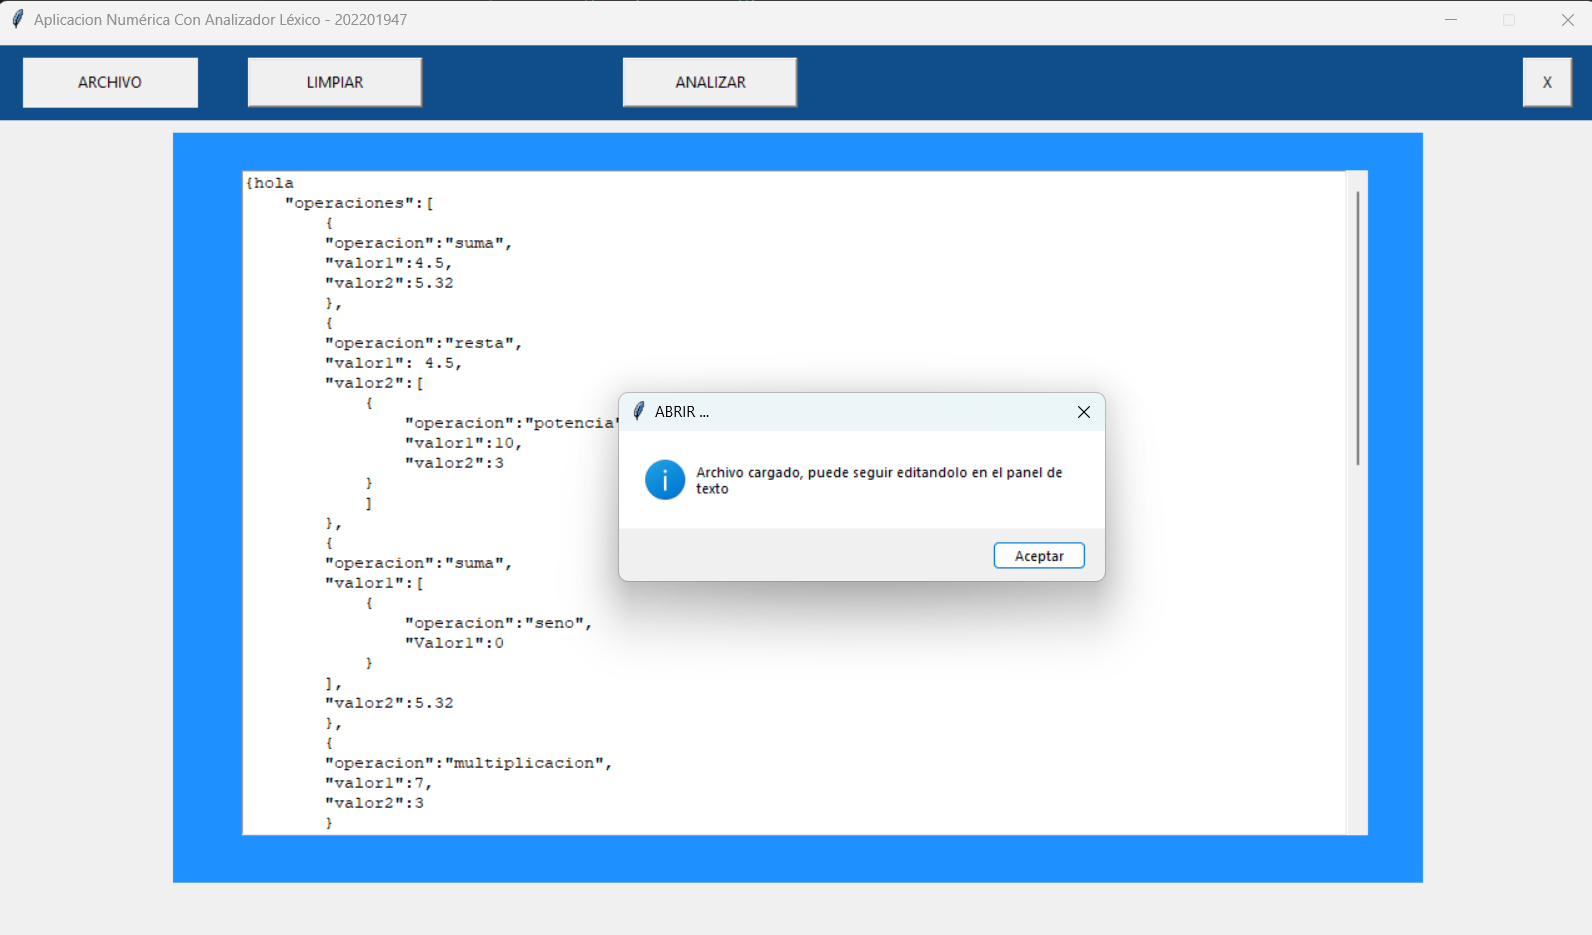 Aplicacion Numérica Con Analizador Léxico - 202201947
ARCHIVO
LIMPIAR
ANALIZAR
X
{hola
    "operaciones":[
        {
        "operacion":"suma",
        "valor1":4.5,
        "valor2":5.32
        },
        {
        "operacion":"resta",
        "valor1": 4.5,
        "valor2":[
            {
                "operacion":"potencia"
                "valor1":10,
                "valor2":3
            }
            ]
        },
        {
        "operacion":"suma",
        "valor1":[
            {
                "operacion":"seno",
                "Valor1":0
            }
        ],
        "valor2":5.32
        },
        {
        "operacion":"multiplicacion",
        "valor1":7,
        "valor2":3
        }
ABRIR ...
Archivo cargado, puede seguir editandolo en el panel de
texto
Aceptar